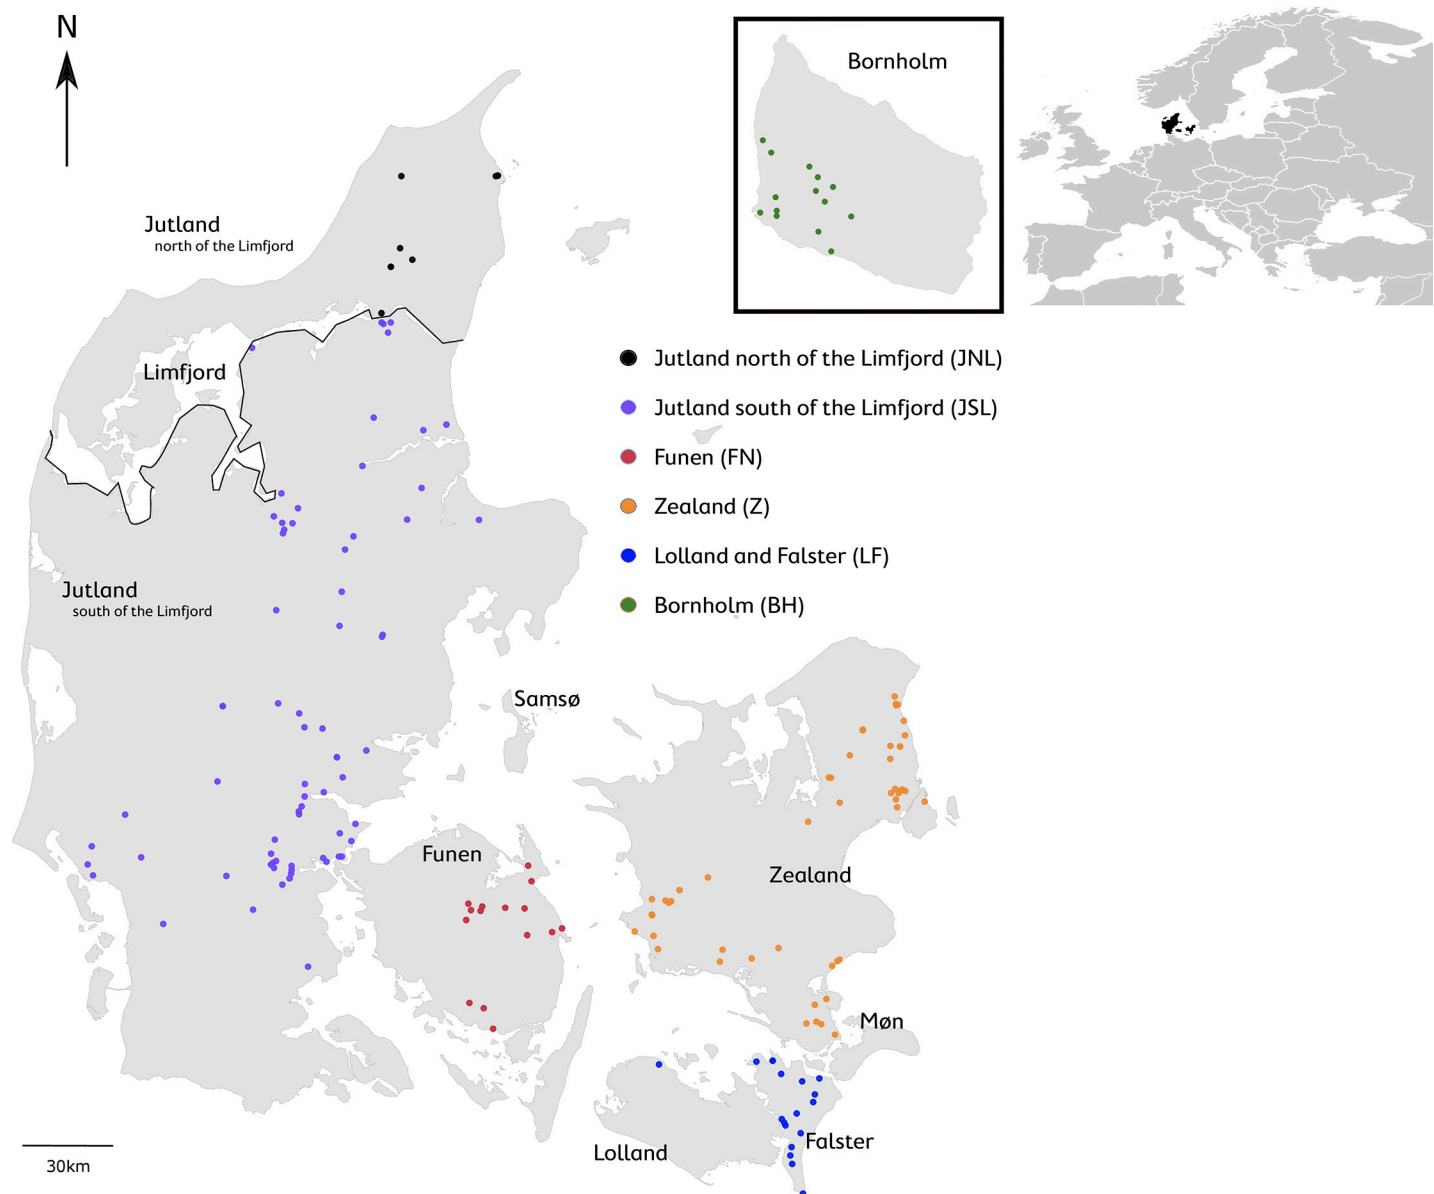 N
Bornholm
Jutland
north of the Limfjord
Limfjord
Jutland north of the Limfjord (JNL)
Jutland south of the Limfjord (JSL)
Funen (FN)
Zealand (Z)
Lolland and Falster (LF)
Bornholm (BH)
Jutland
south of the Limfjord
Samsø
Funen
Zealand
Møn
Falster
Lolland
30km